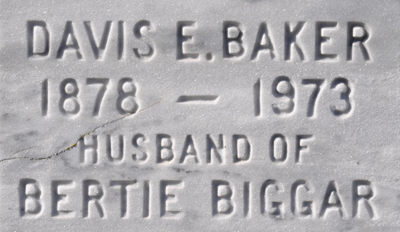 DAVIS E. BAKER
1878 — 1973
HUSBAND OF
BERTIE BIGGAR